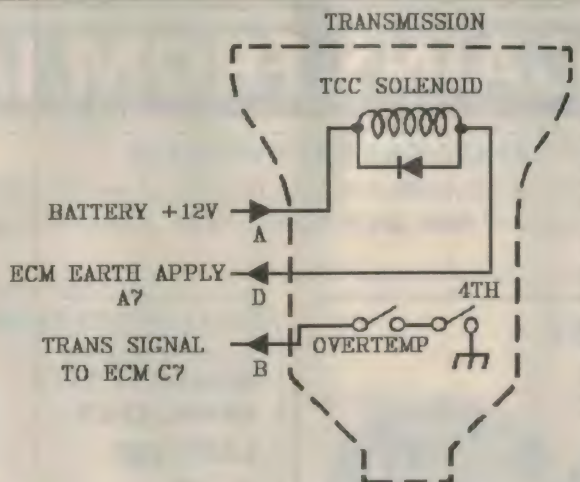 TRANSMISSION
TCC SOLENOID
BATTERY +12V
A
ECM EARTH APPLY
A7
D
4TH
TRANS SIGNAL
TO ECM C7
B
OVERTEMP